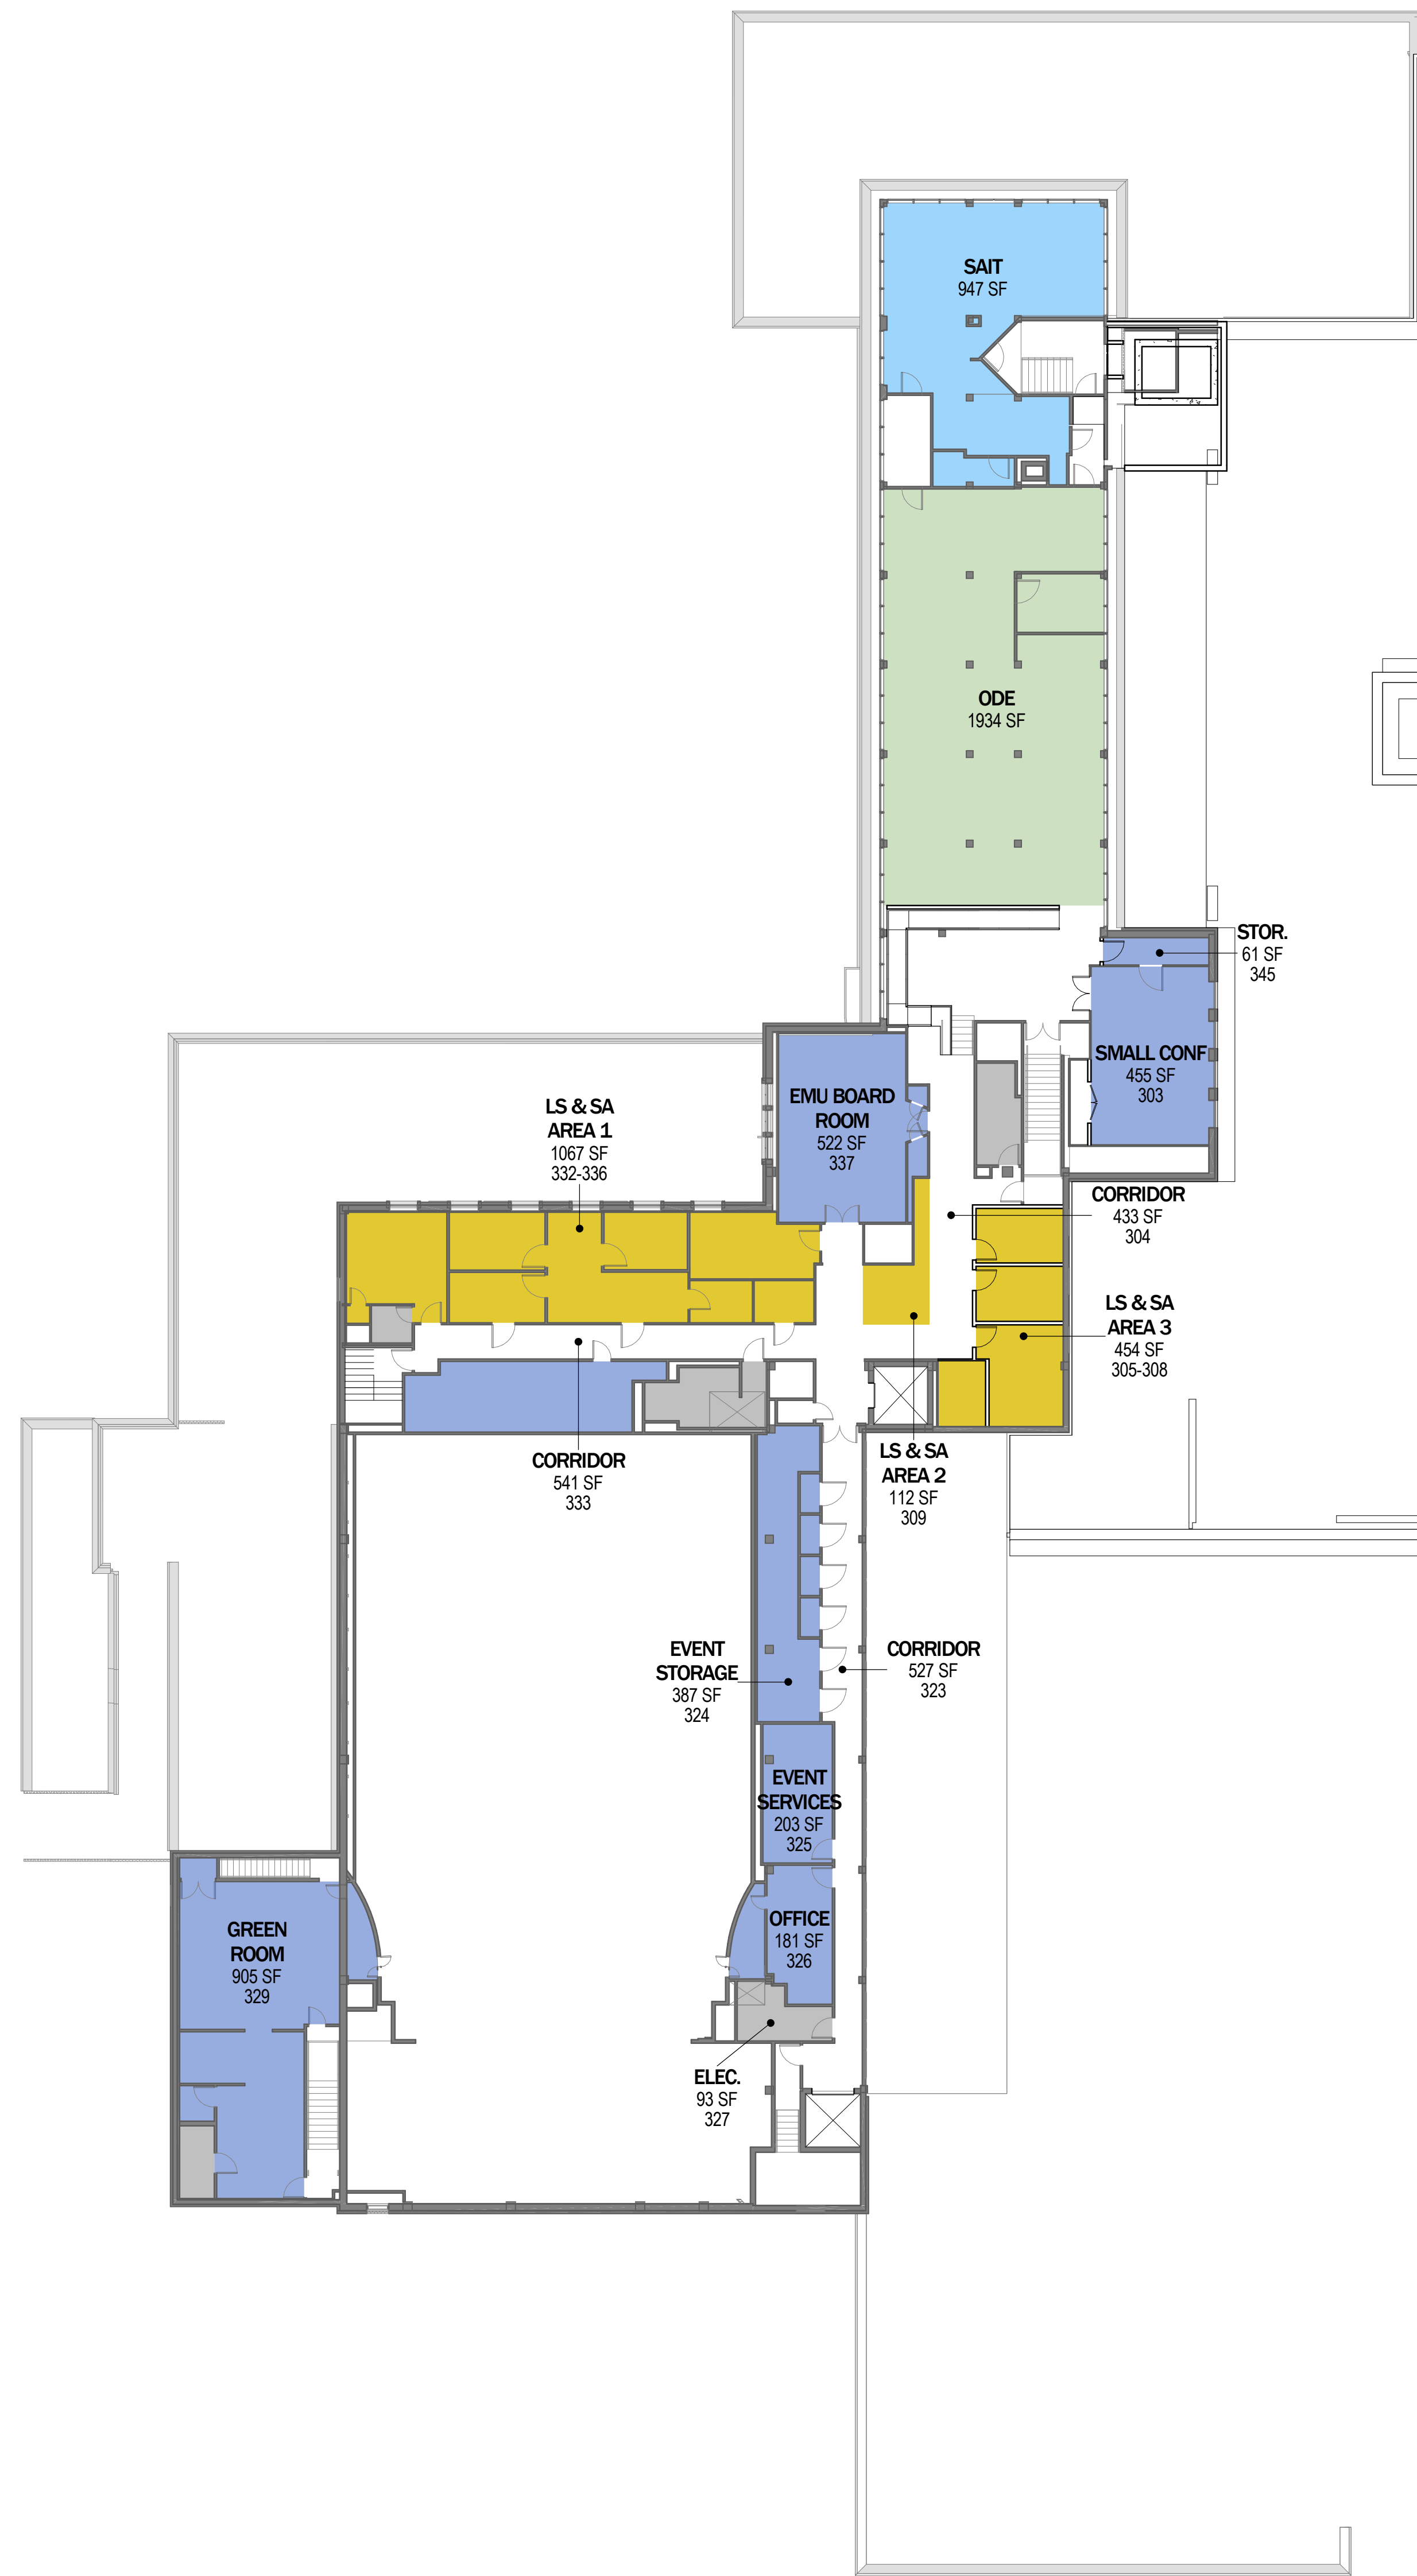 SAIT
947 SF
ODE
1934 SF
STOR.
61 SF
345
SMALL CONF
455 SF
303
EMU BOARD
ROOM
522 SF
337
LS & SA
AREA 1
1067 SF
332-336
CORRIDOR
433 SF
304
LS & SA
AREA 3
454 SF
305-308
LS & SA
AREA 2
112 SF
309
CORRIDOR
541 SF
333
EVENT
STORAGE
387 SF
324
CORRIDOR
527 SF
323
EVENT
SERVICES
203 SF
325
OFFICE
181 SF
326
GREEN
ROOM
905 SF
329
ELEC.
93 SF
327